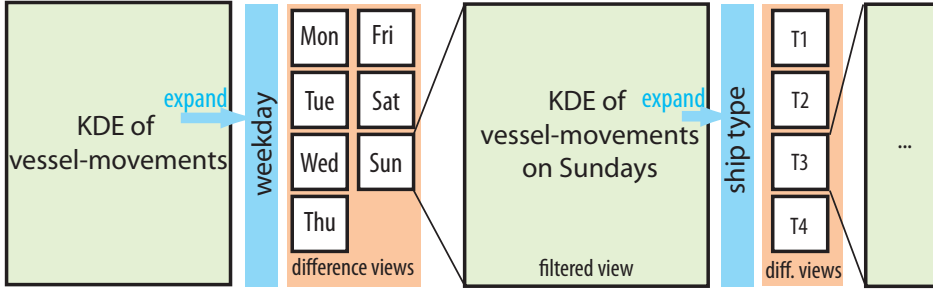 KDE of
vessel-movements
expand
weekday
Mon
Fri
Tue
Sat
Wed
Sun
Thu
difference views
KDE of
vessel-movements
on Sundays
expand
filtered view
ship type
T1
T2
T3
T4
diff. views
...